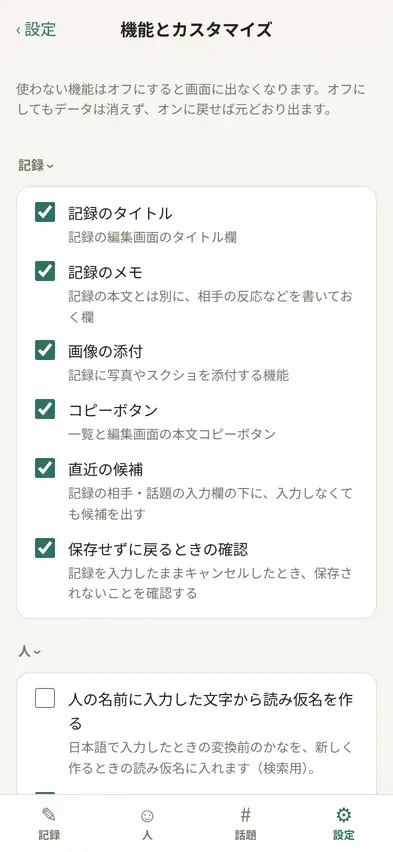 ‹ 設定
機能とカスタマイズ
使わない機能はオフにすると画面に出なくなります。オフに
してもデータは消えず、オンに戻せば元どおり出ます。
記録
記録のタイトル
記録の編集画面のタイトル欄
記録のメモ
記録の本文とは別に、相手の反応などを書いてお
く欄
画像の添付
記録に写真やスクショを添付する機能
コピーボタン
一覧と編集画面の本文コピーボタン
直近の候補
記録の相手・話題の入力欄の下に、入力しなくて
も候補を出す
保存せずに戻るときの確認
記録を入力したままキャンセルしたとき、保存さ
れないことを確認する
人
人の名前に入力した文字から読み仮名を作
る
日本語で入力したときの変換前のかなを、新しく
作るときの読み仮名に入れます（検索用）。
記録
人
#
話題
設定